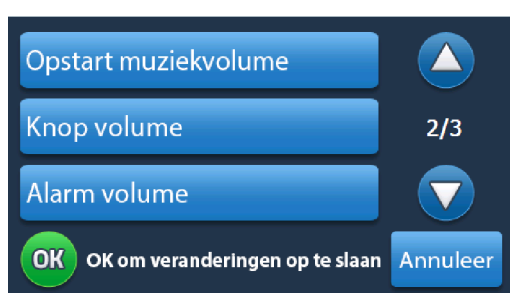 Opstart muziekvolume
Knop volume
2/3
Alarm volume
OK OK om veranderingen op te slaan Annuleer